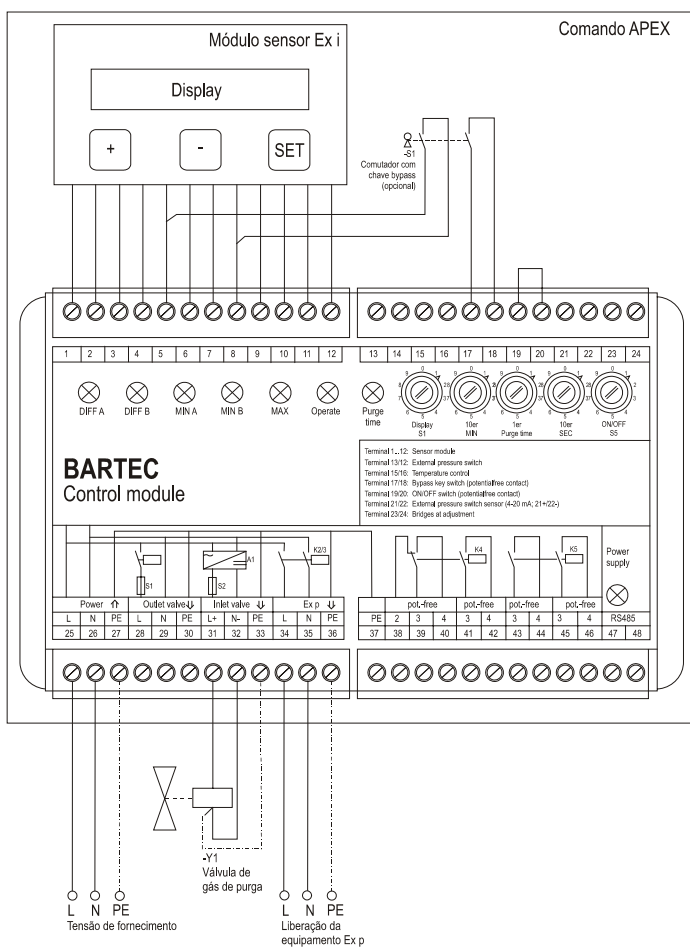 Comando APEX
Módulo sensor Ex i
Display
+ - SET
-S1
Comutador com
chave bypass
(opcional)
1 2 3 4 5 6 7 8 9 10 11 12 13 14 15 16 17 18 19 20 21 22 23 24
DIFF A DIFF B MIN A MIN B MAX Operate Purge
time
Display
S1
10er
MIN
1er
Purge time
10er
SEC
ON/OFF
S5
BARTEC
Control module
Terminal 1...12: Sensor module
Terminal 13/12: External pressure switch
Terminal 15/16: Temperature control
Terminal 17/18: Bypass key switch (potentialfree contact)
Terminal 19/20: ON/OFF switch (potentialfree contact)
Terminal 21/22: External pressure switch sensor (4-20 mA; 21+/22-)
Terminal 23/24: Bridges at adjustment
S1 S2 A1 K2/3 K4 K5
Power
supply
Power Outlet valve Inlet valve Ex p pot.-free pot.-free pot.-free pot.-free
L N PE L N PE L+ N- PE L N PE PE 2 3 4 3 4 3 4 3 4 RS485
25 26 27 28 29 30 31 32 33 34 35 36 37 38 39 40 41 42 43 44 45 46 47 48
-Y1
Válvula de
gás de purga
L N PE
Tensão de fornecimento
L N PE
Liberação da
equipamento Ex p